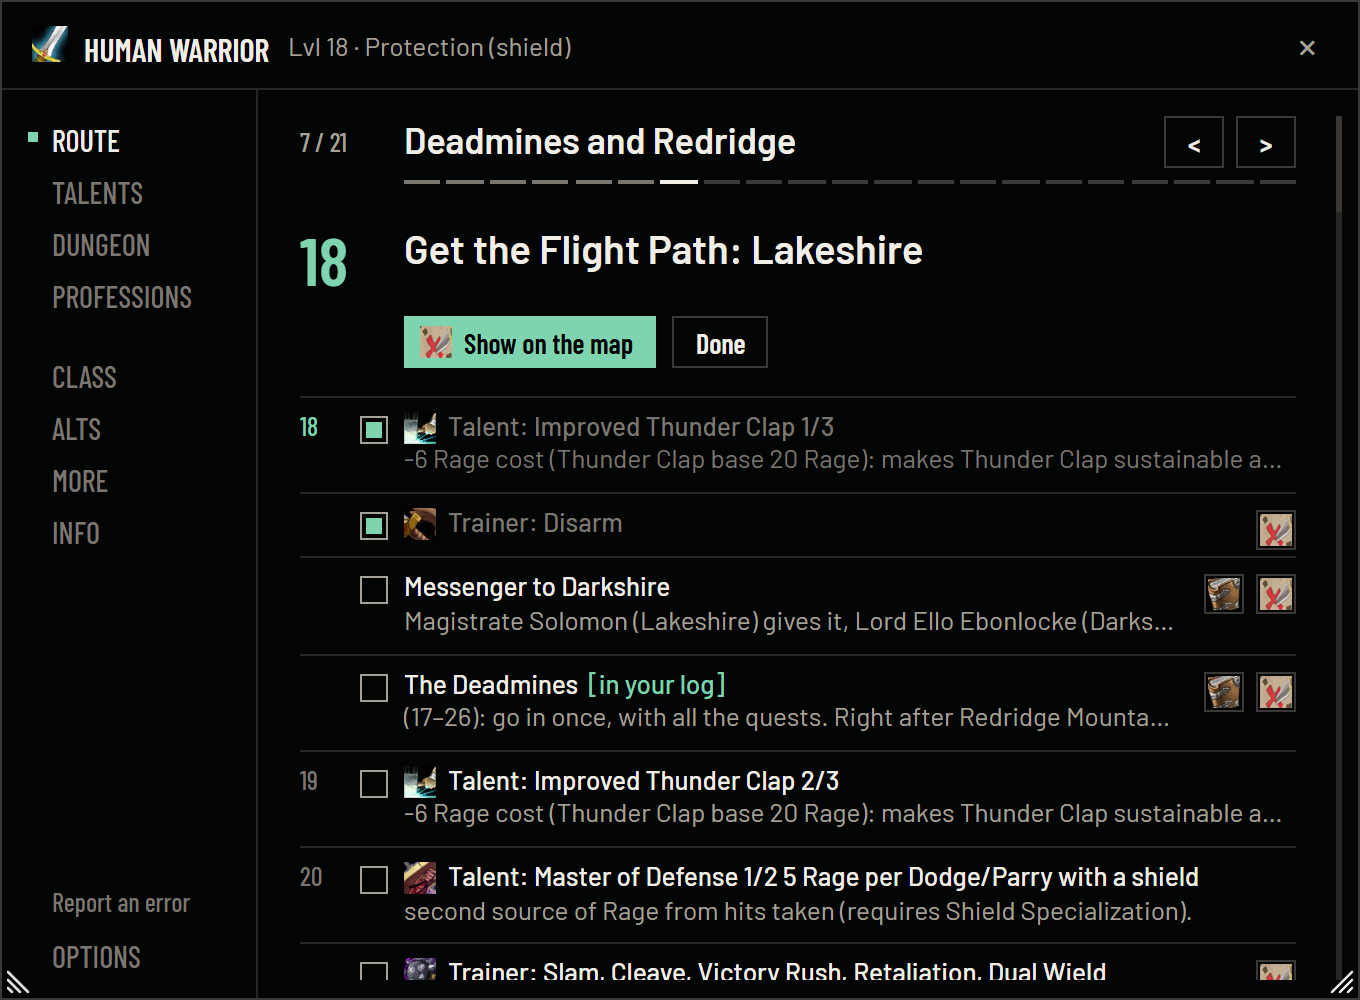 HUMAN WARRIOR Lvl 18 · Protection (shield) ×
ROUTE
TALENTS
DUNGEON
PROFESSIONS
CLASS
ALTS
MORE
INFO
Report an error
OPTIONS
7 / 21 Deadmines and Redridge < >
18 Get the Flight Path: Lakeshire
Show on the map Done
18 Talent: Improved Thunder Clap 1/3
-6 Rage cost (Thunder Clap base 20 Rage): makes Thunder Clap sustainable a...
Trainer: Disarm
Messenger to Darkshire
Magistrate Solomon (Lakeshire) gives it, Lord Ello Ebonlocke (Darks...
The Deadmines [in your log]
(17–26): go in once, with all the quests. Right after Redridge Mounta...
19 Talent: Improved Thunder Clap 2/3
-6 Rage cost (Thunder Clap base 20 Rage): makes Thunder Clap sustainable a...
20 Talent: Master of Defense 1/2 5 Rage per Dodge/Parry with a shield
second source of Rage from hits taken (requires Shield Specialization).
Trainer: Slam, Cleave, Victory Rush, Retaliation, Dual Wield